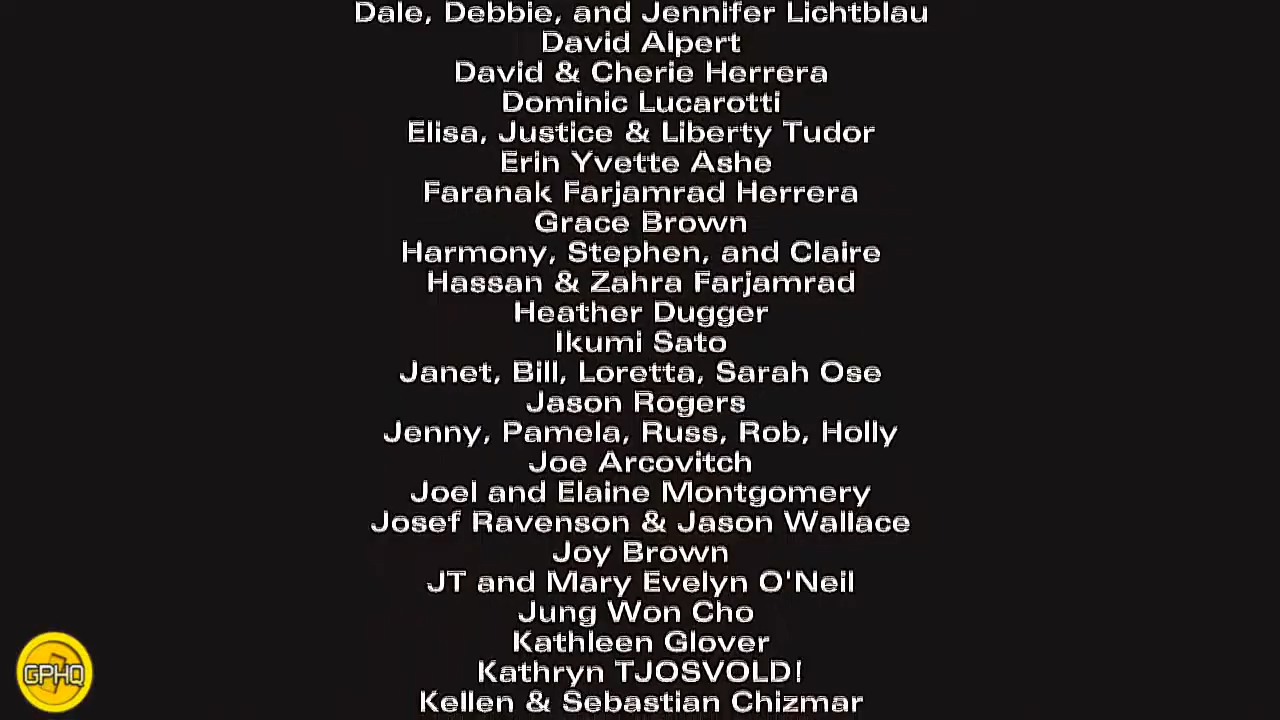 Dale, Debbie, and Jennifer Lichtblau
David Alpert
David & Cherie Herrera
Dominic Lucarotti
Elisa, Justice & Liberty Tudor
Erin Yvette Ashe
Faranak Farjamrad Herrera
Grace Brown
Harmony, Stephen, and Claire
Hassan & Zahra Farjamrad
Heather Dugger
Ikumi Sato
Janet, Bill, Loretta, Sarah Ose
Jason Rogers
Jenny, Pamela, Russ, Rob, Holly
Joe Arcovitch
Joel and Elaine Montgomery
Josef Ravenson & Jason Wallace
Joy Brown
JT and Mary Evelyn O'Neil
Jung Won Cho
Kathleen Glover
Kathryn TJOSVOLD!
Kellen & Sebastian Chizmar
GPHQ